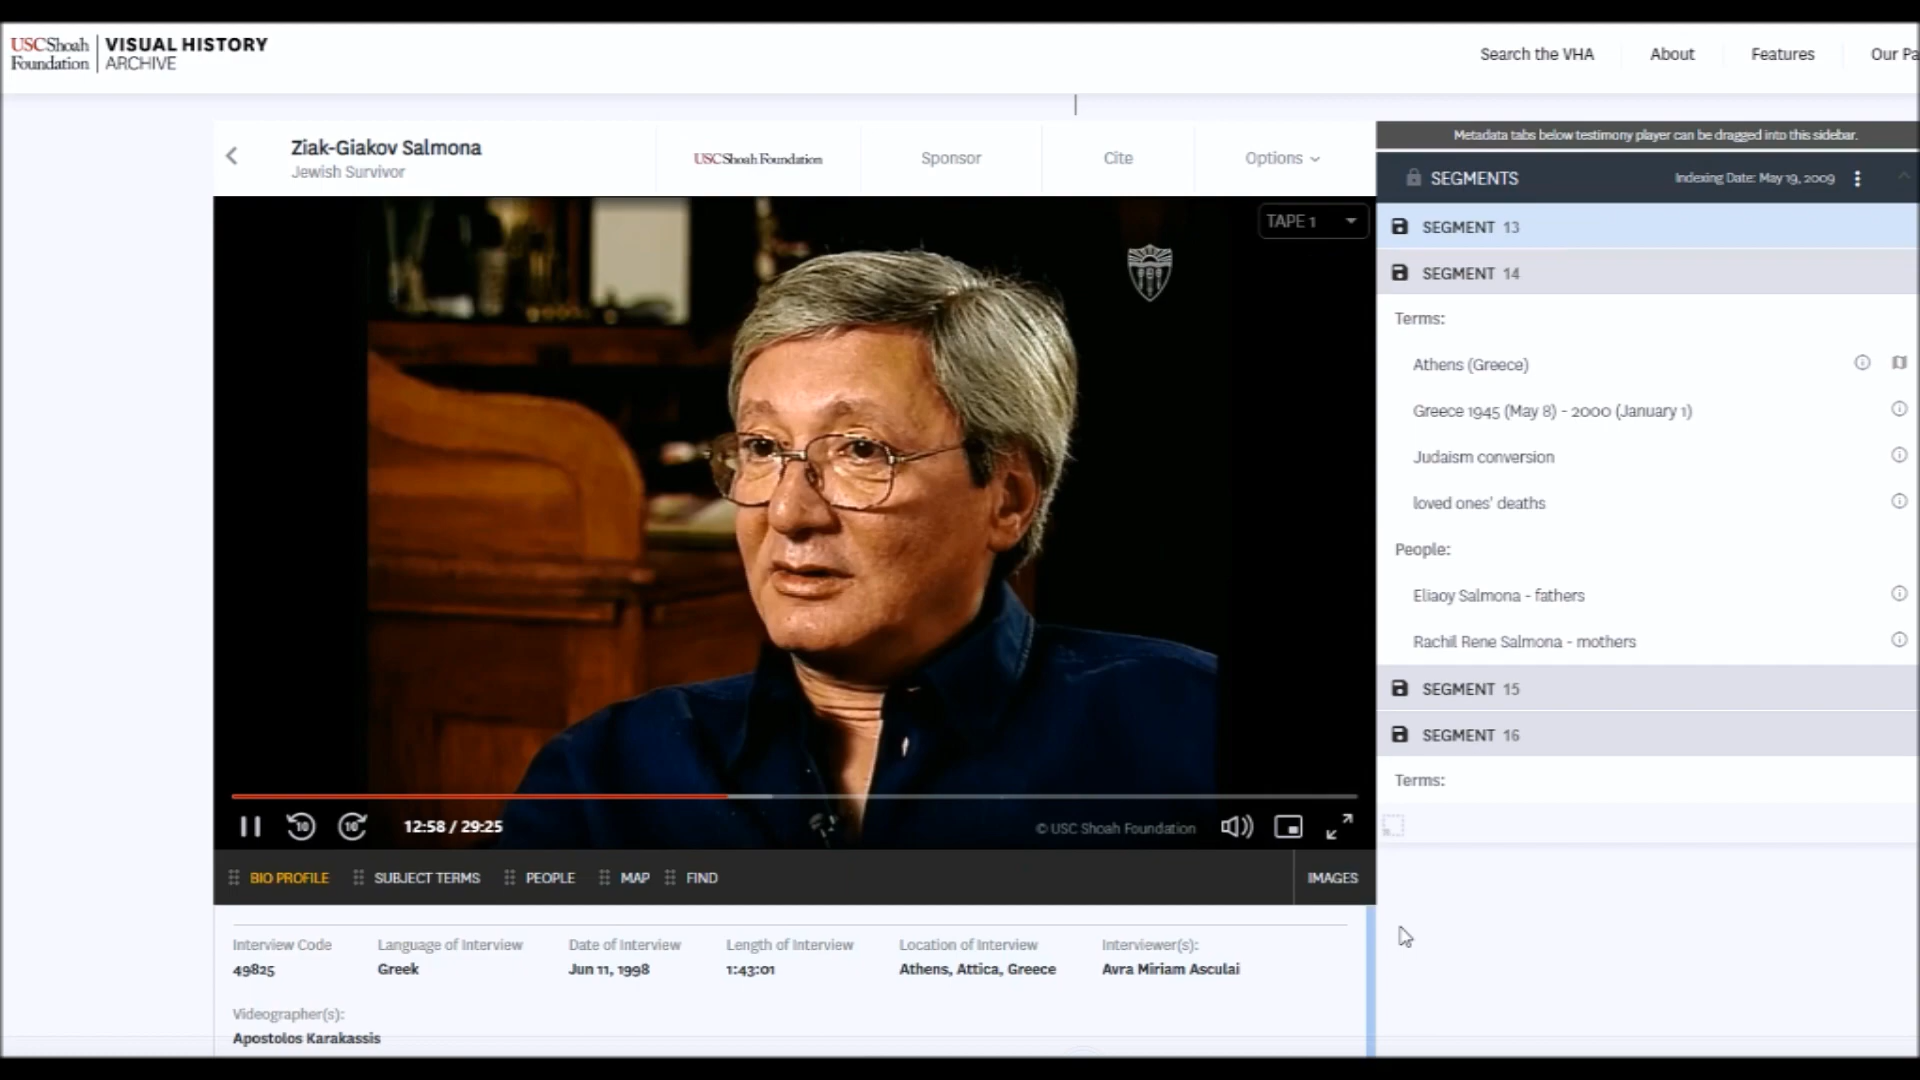 USCShoah Foundation
VISUAL HISTORY ARCHIVE
Search the VHA
About
Features
Our Pa
Ziak-Giakov Salmona
Jewish Survivor
USCShoah Foundation
Sponsor
Cite
Options
TAPE 1
12:58 / 29:25
© USC Shoah Foundation
BIO PROFILE
SUBJECT TERMS
PEOPLE
MAP
FIND
IMAGES
Interview Code
49825
Language of Interview
Greek
Date of Interview
Jun 11, 1998
Length of Interview
1:43:01
Location of Interview
Athens, Attica, Greece
Interviewer(s):
Avra Miriam Asculai
Videographer(s):
Apostolos Karakassis
Metadata tabs below testimony player can be dragged into this sidebar.
SEGMENTS
Indexing Date: May 19, 2009
SEGMENT 13
SEGMENT 14
Terms:
Athens (Greece)
Greece 1945 (May 8) - 2000 (January 1)
Judaism conversion
loved ones' deaths
People:
Eliaoy Salmona - fathers
Rachil Rene Salmona - mothers
SEGMENT 15
SEGMENT 16
Terms: